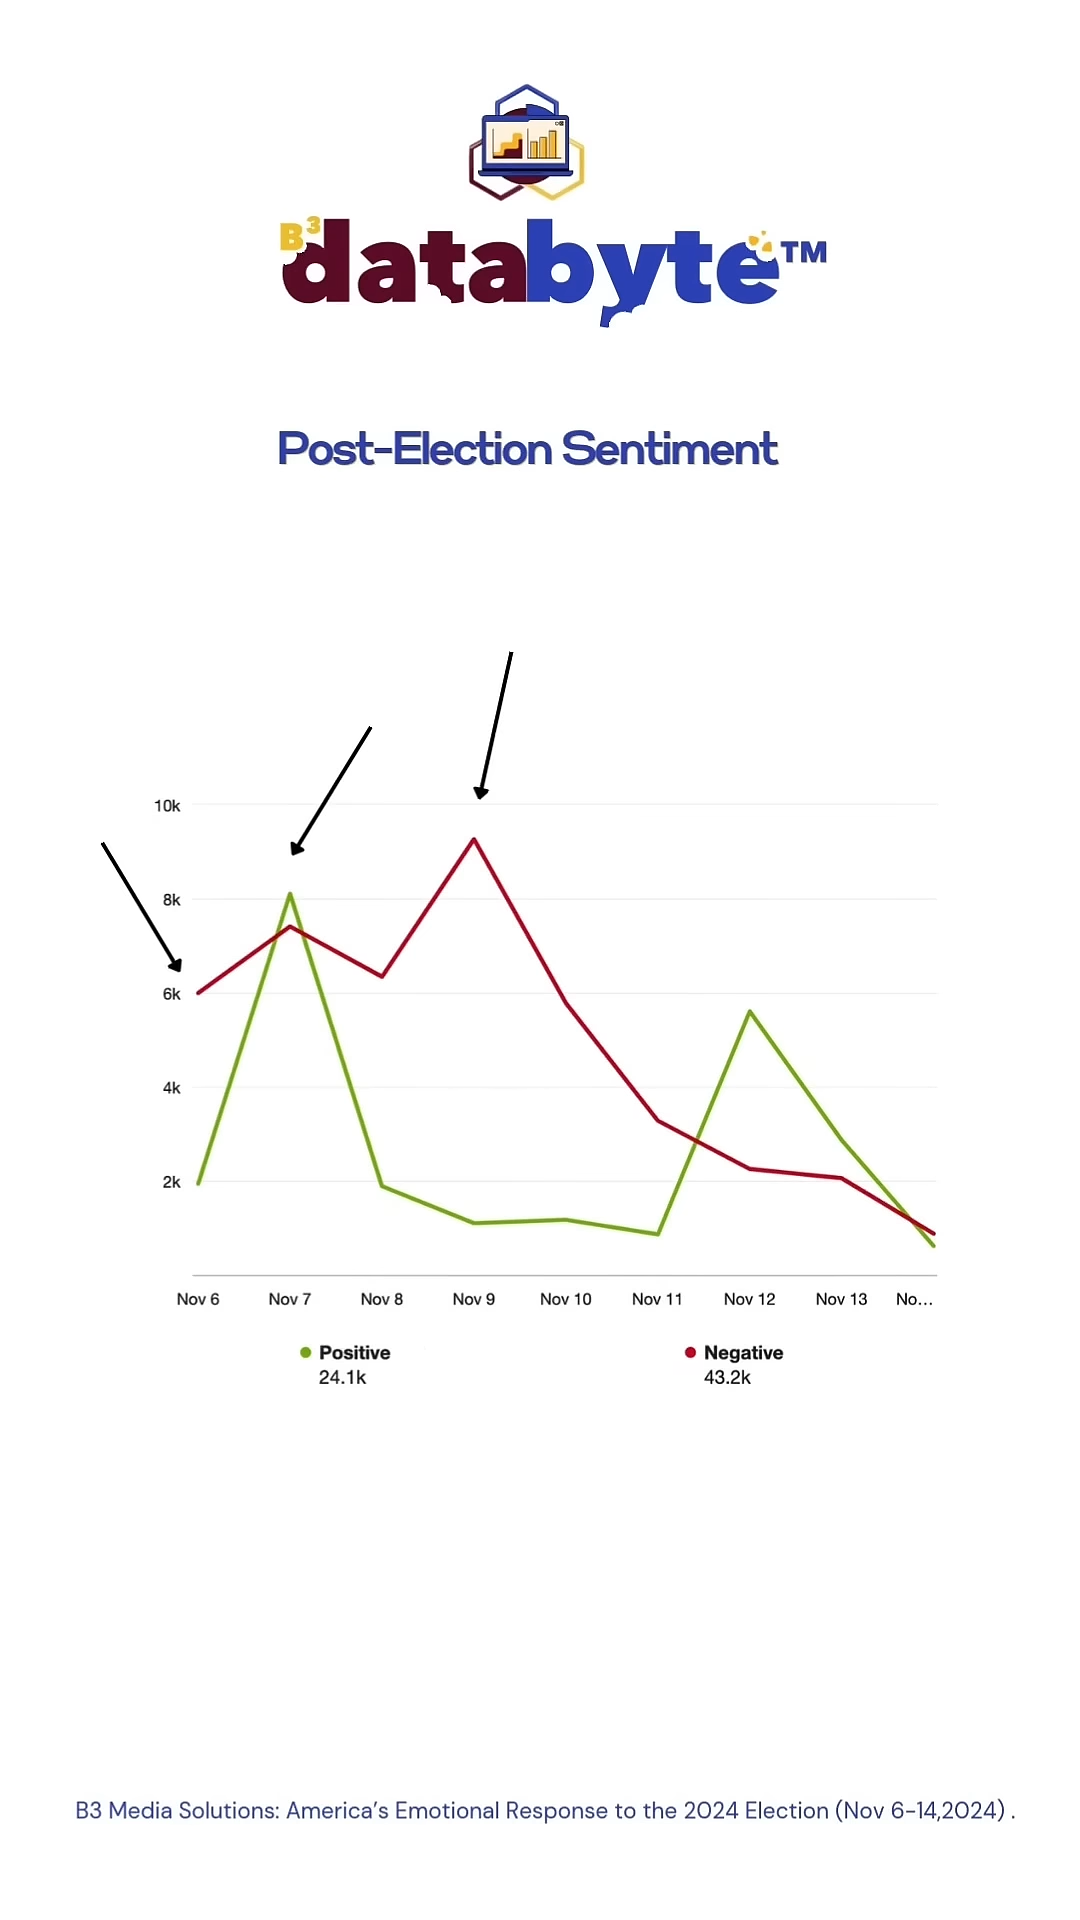 B3
databyte™
Post-Election Sentiment
10k
8k
6k
4k
2k
Nov 6 Nov 7 Nov 8 Nov 9 Nov 10 Nov 11 Nov 12 Nov 13 No...
Positive Negative
24.1k 43.2k
B3 Media Solutions: America’s Emotional Response to the 2024 Election (Nov 6-14,2024) .